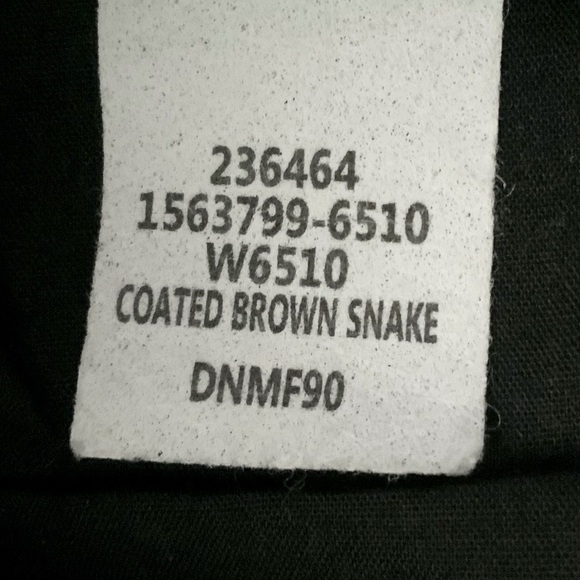 236464
1563799-6510
W6510
COATED BROWN SNAKE
DNMF90